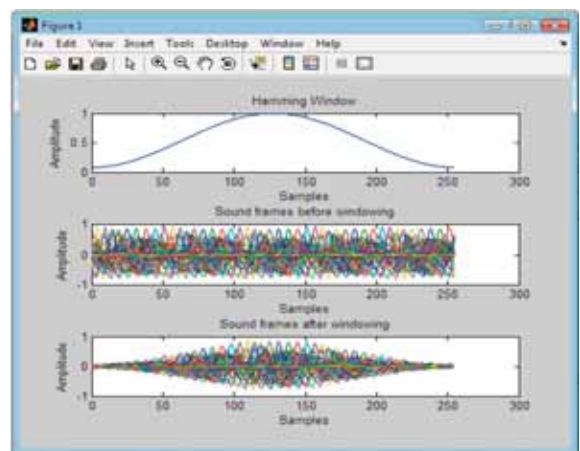 Figure 1
File Edit View Insert Tools Desktop Window Help
Hamming Window
1
0.5
0
Amplitude
0 50 100 150 200 250 300
Samples
Sound frames before windowing
1
0
-1
Amplitude
0 50 100 150 200 250 300
Samples
Sound frames after windowing
1
0
-1
Amplitude
0 50 100 150 200 250 300
Samples